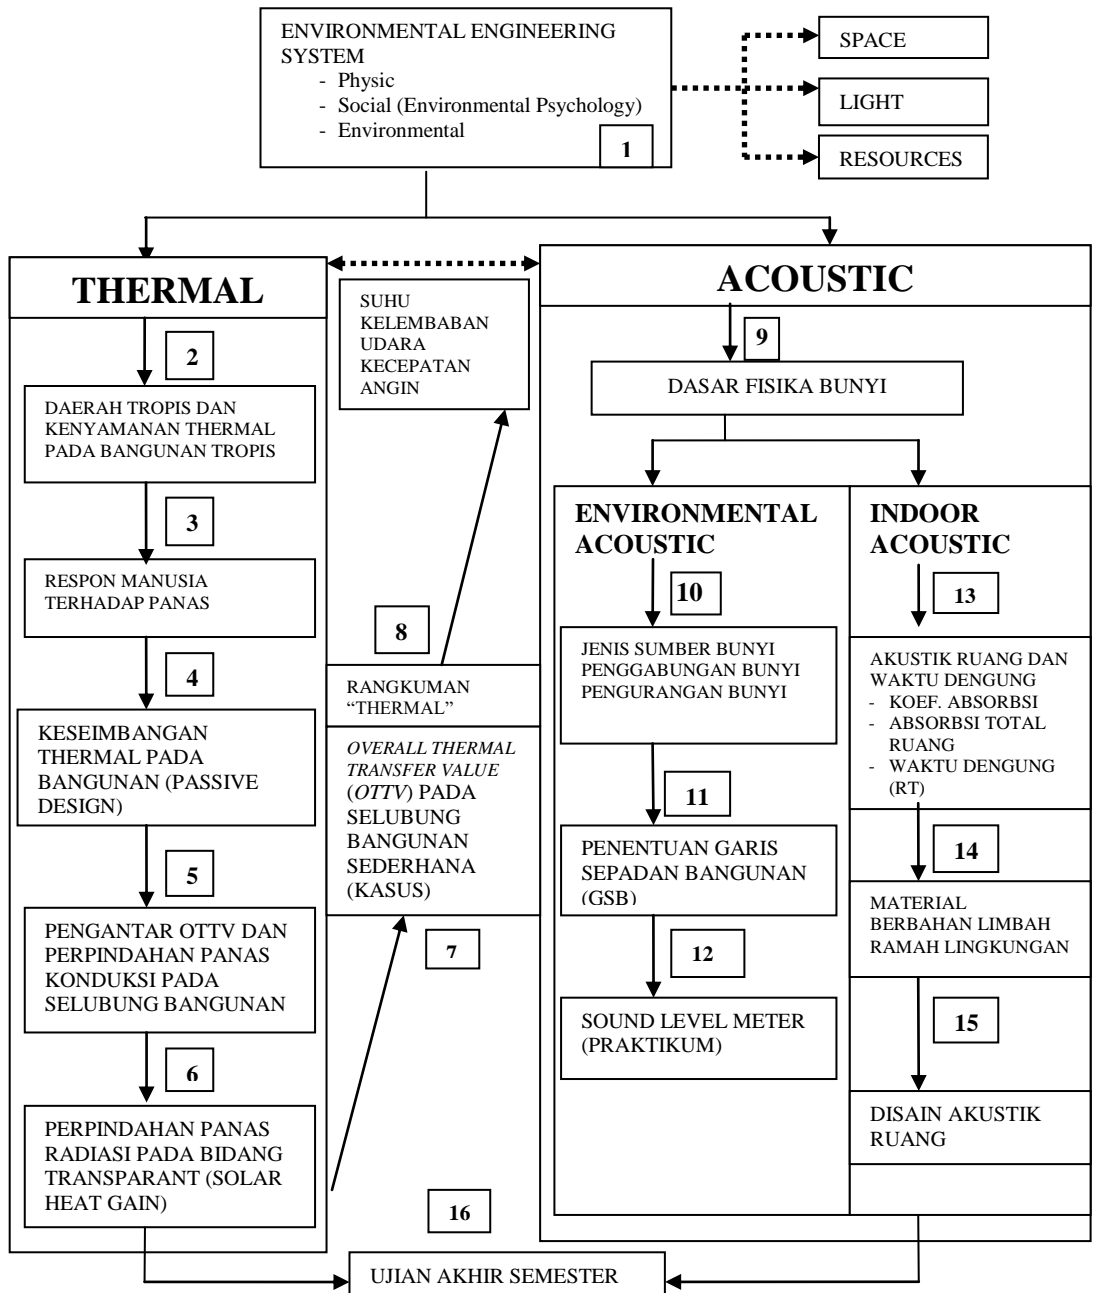 ENVIRONMENTAL ENGINEERING
SYSTEM
- Physic
- Social (Environmental Psychology)
- Environmental
1
SPACE
LIGHT
RESOURCES
THERMAL
2
DAERAH TROPIS DAN
KENYAMANAN THERMAL
PADA BANGUNAN TROPIS
3
RESPON MANUSIA
TERHADAP PANAS
4
KESEIMBANGAN
THERMAL PADA
BANGUNAN (PASSIVE
DESIGN)
5
PENGANTAR OTTV DAN
PERPINDAHAN PANAS
KONDUKSI PADA
SELUBUNG BANGUNAN
6
PERPINDAHAN PANAS
RADIASI PADA BIDANG
TRANSPARANT (SOLAR
HEAT GAIN)
SUHU
KELEMBABAN
UDARA
KECEPATAN
ANGIN
8
RANGKUMAN
“THERMAL”
OVERALL THERMAL
TRANSFER VALUE
(OTTV) PADA
SELUBUNG
BANGUNAN
SEDERHANA
(KASUS)
7
ACOUSTIC
9
DASAR FISIKA BUNYI
ENVIRONMENTAL
ACOUSTIC
10
JENIS SUMBER BUNYI
PENGGABUNGAN BUNYI
PENGURANGAN BUNYI
11
PENENTUAN GARIS
SEPADAN BANGUNAN
(GSB)
12
SOUND LEVEL METER
(PRAKTIKUM)
INDOOR
ACOUSTIC
13
AKUSTIK RUANG DAN
WAKTU DENGUNG
- KOEF. ABSORBSI
- ABSORBSI TOTAL
RUANG
- WAKTU DENGUNG
(RT)
14
MATERIAL
BERBAHAN LIMBAH
RAMAH LINGKUNGAN
15
DISAIN AKUSTIK
RUANG
16
UJIAN AKHIR SEMESTER